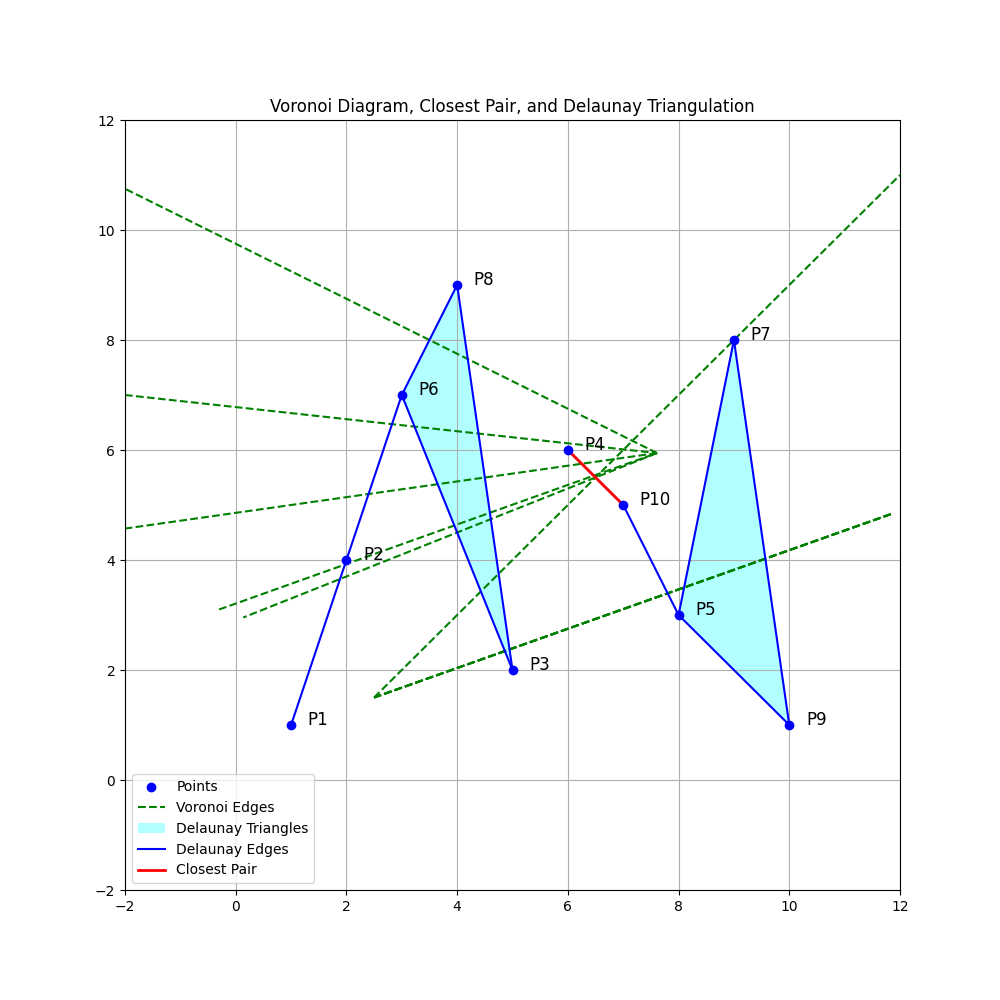 Voronoi Diagram, Closest Pair, and Delaunay Triangulation
12
10
8
6
4
2
0
−2
−2 0 2 4 6 8 10 12
P8
P7
P6
P4
P10
P2
P5
P3
P1
P9
Points
Voronoi Edges
Delaunay Triangles
Delaunay Edges
Closest Pair